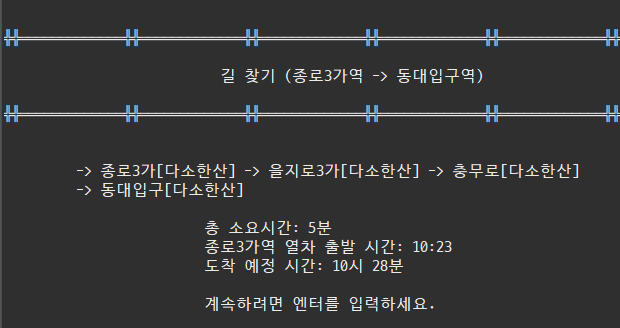 길 찾기 (종로3가역 -> 동대입구역)
-> 종로3가[다소한산] -> 을지로3가[다소한산] -> 충무로[다소한산]
-> 동대입구[다소한산]
총 소요시간: 5분
종로3가역 열차 출발 시간: 10:23
도착 예정 시간: 10시 28분
계속하려면 엔터를 입력하세요.